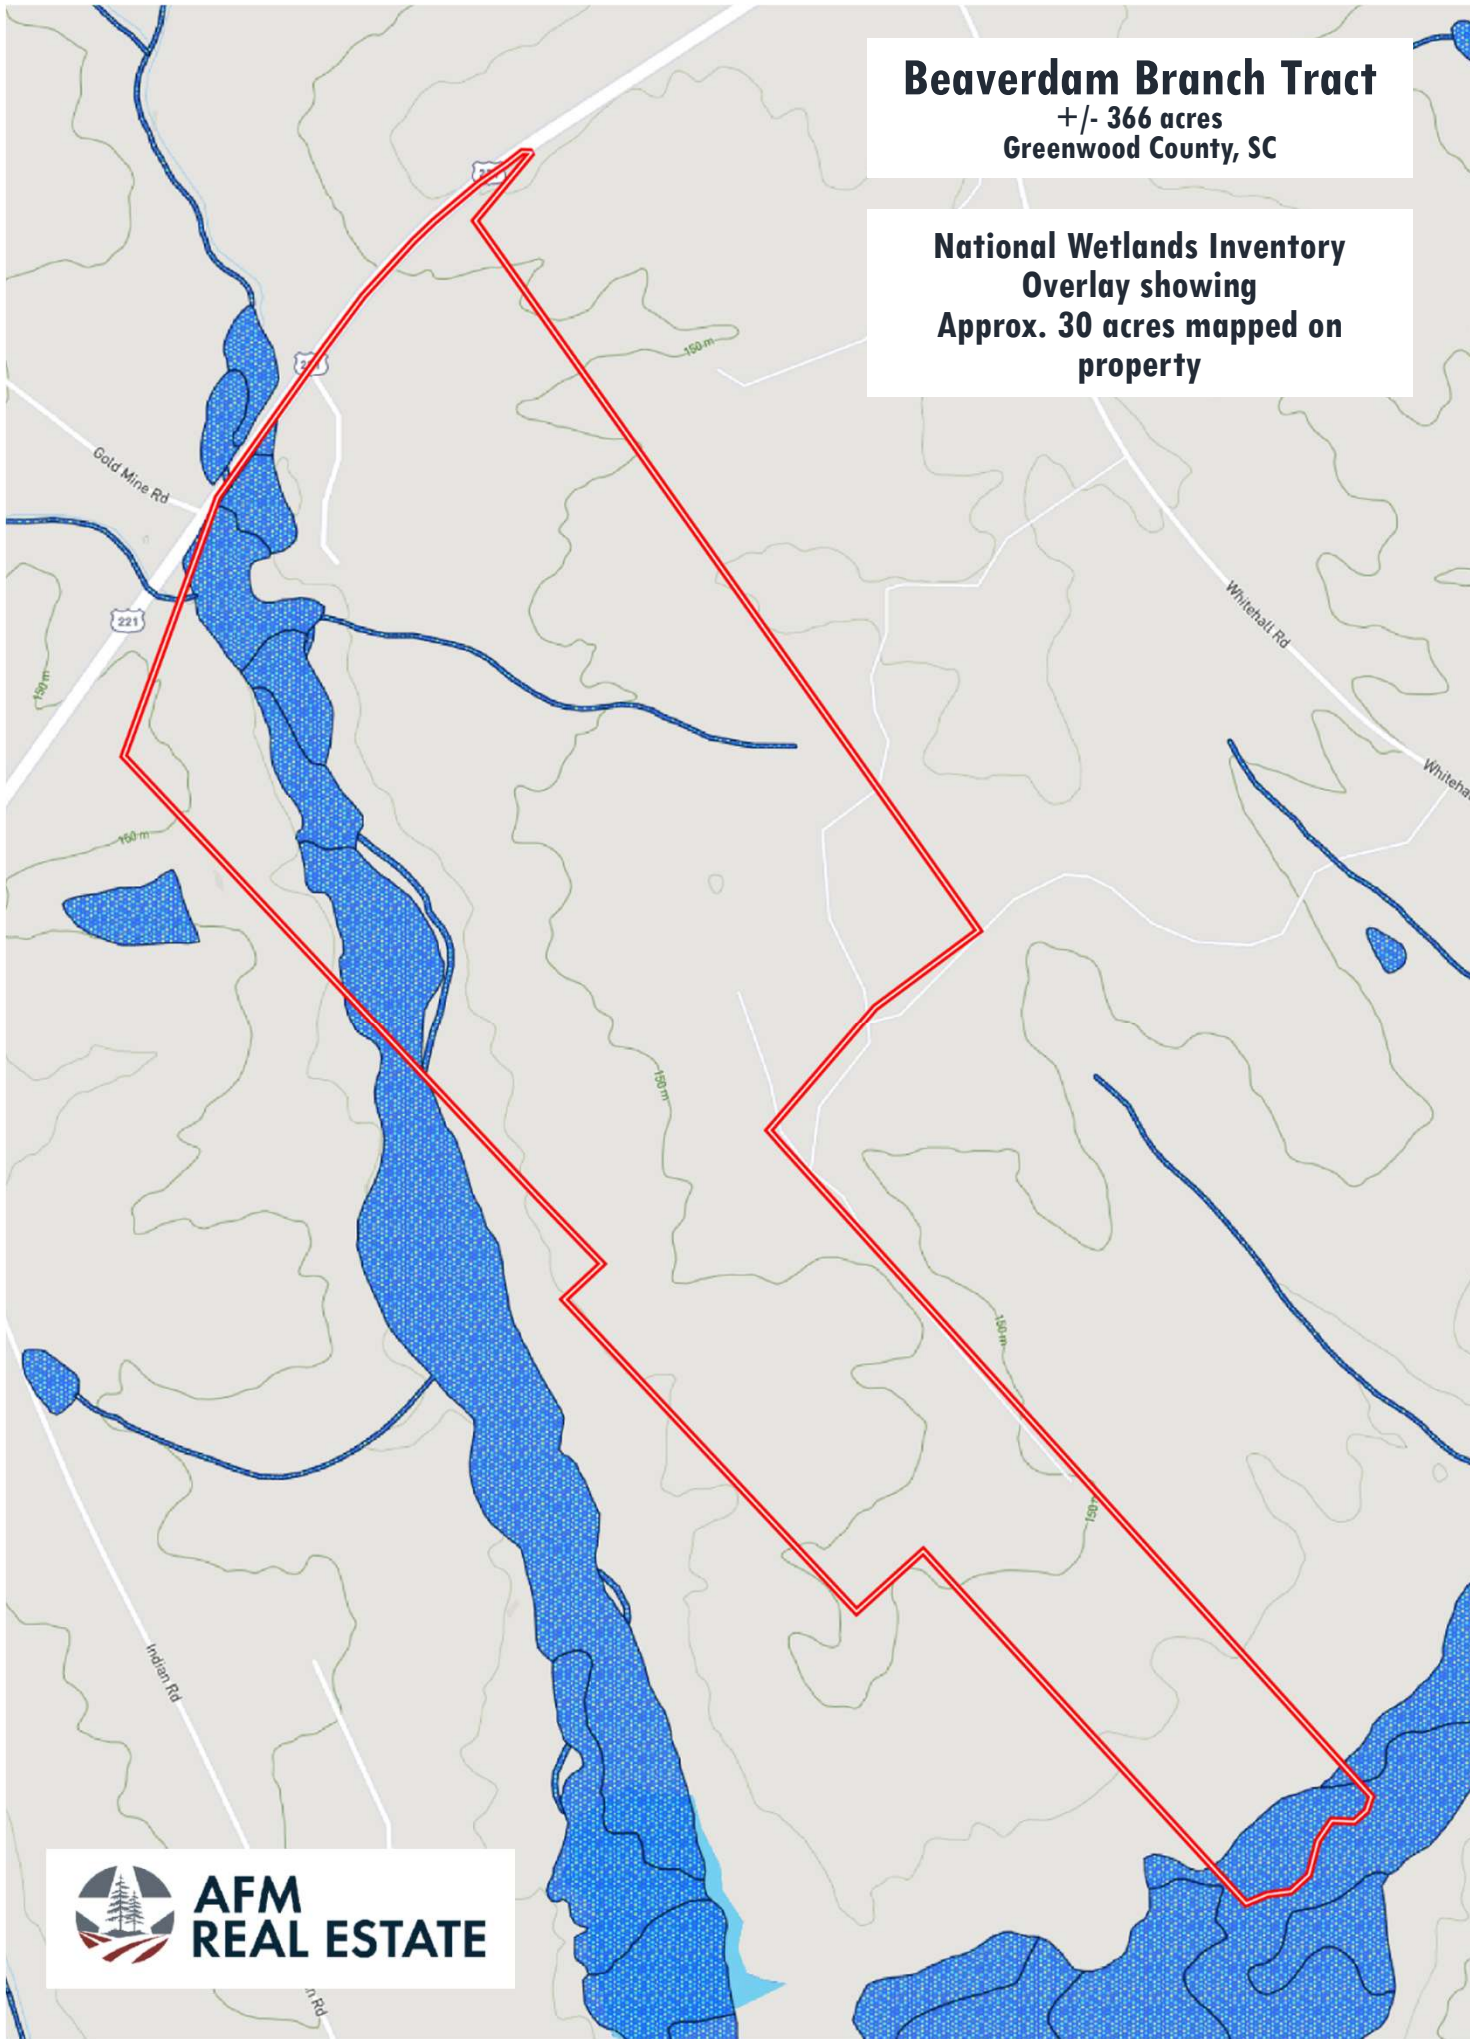 Beaverdam Branch Tract
+/- 366 acres
Greenwood County, SC
National Wetlands Inventory
Overlay showing
Approx. 30 acres mapped on
property
150 m
Gold Mine Rd
221
Whitehall Rd
150 m
150 m
150 m
150 m
Indian Rd
AFM
REAL ESTATE
Rd